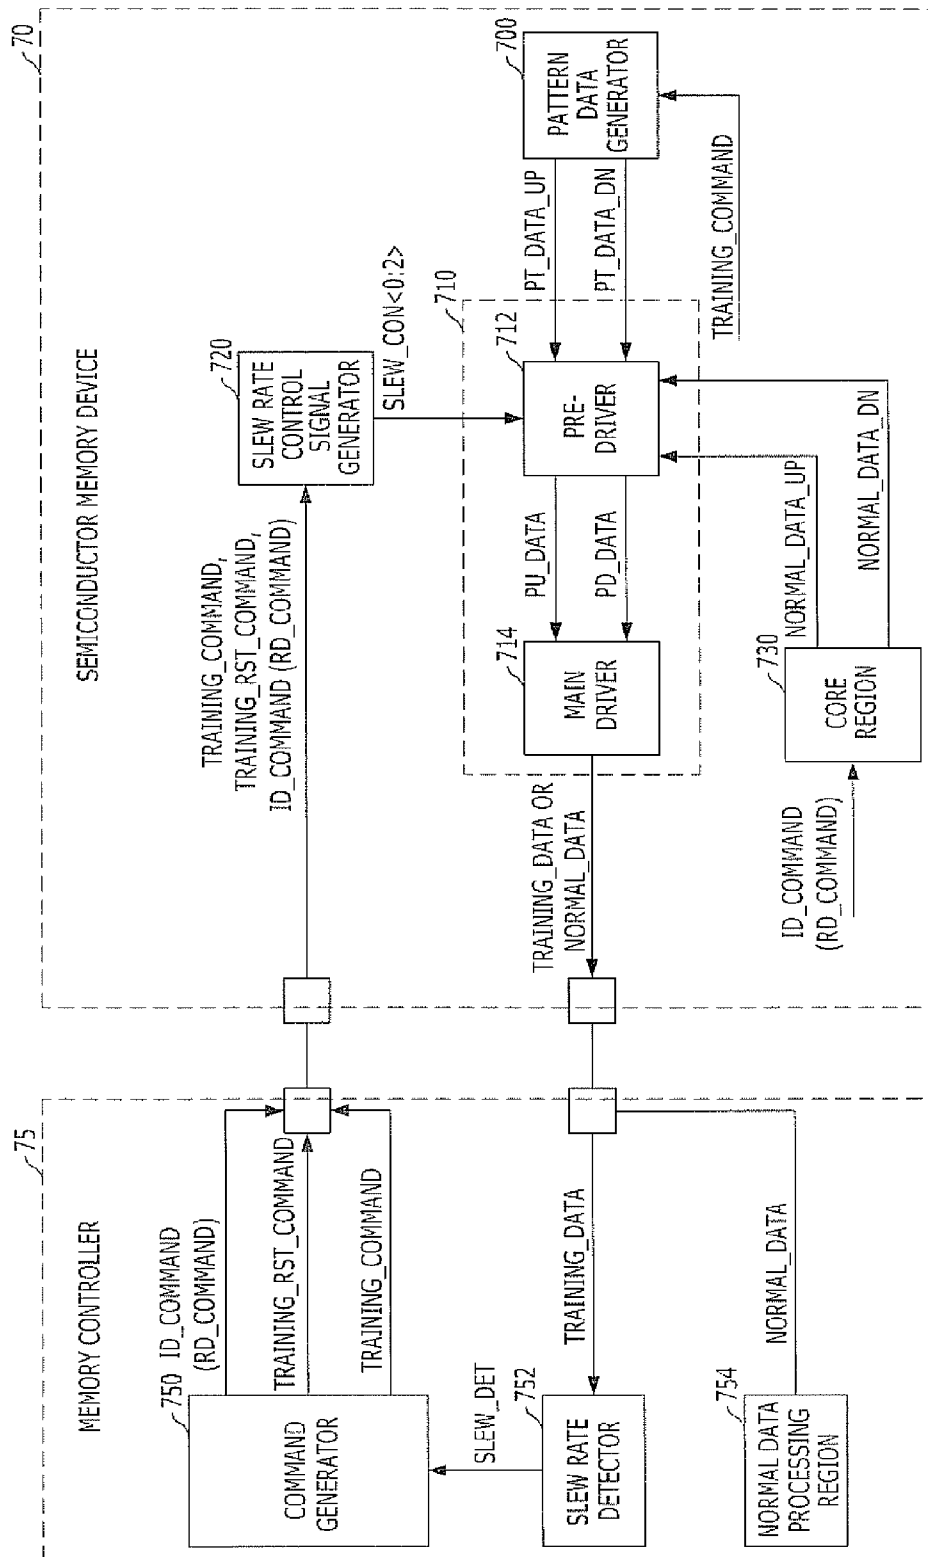 75
MEMORY CONTROLLER
750
COMMAND
GENERATOR
ID_COMMAND
(RD_COMMAND)
TRAINING_RST_COMMAND
TRAINING_COMMAND
SLEW_DET
752
SLEW RATE
DETECTOR
TRAINING_DATA
754
NORMAL DATA
PROCESSING
REGION
NORMAL_DATA
70
SEMICONDUCTOR MEMORY DEVICE
TRAINING_COMMAND,
TRAINING_RST_COMMAND,
ID_COMMAND (RD_COMMAND)
720
SLEW RATE
CONTROL
SIGNAL
GENERATOR
SLEW_CON<0:2>
710
714
MAIN
DRIVER
PU_DATA
PD_DATA
712
PRE-
DRIVER
PT_DATA_UP
PT_DATA_DN
700
PATTERN
DATA
GENERATOR
TRAINING_COMMAND
TRAINING_DATA OR
NORMAL_DATA
730
CORE
REGION
NORMAL_DATA_UP
NORMAL_DATA_DN
ID_COMMAND
(RD_COMMAND)